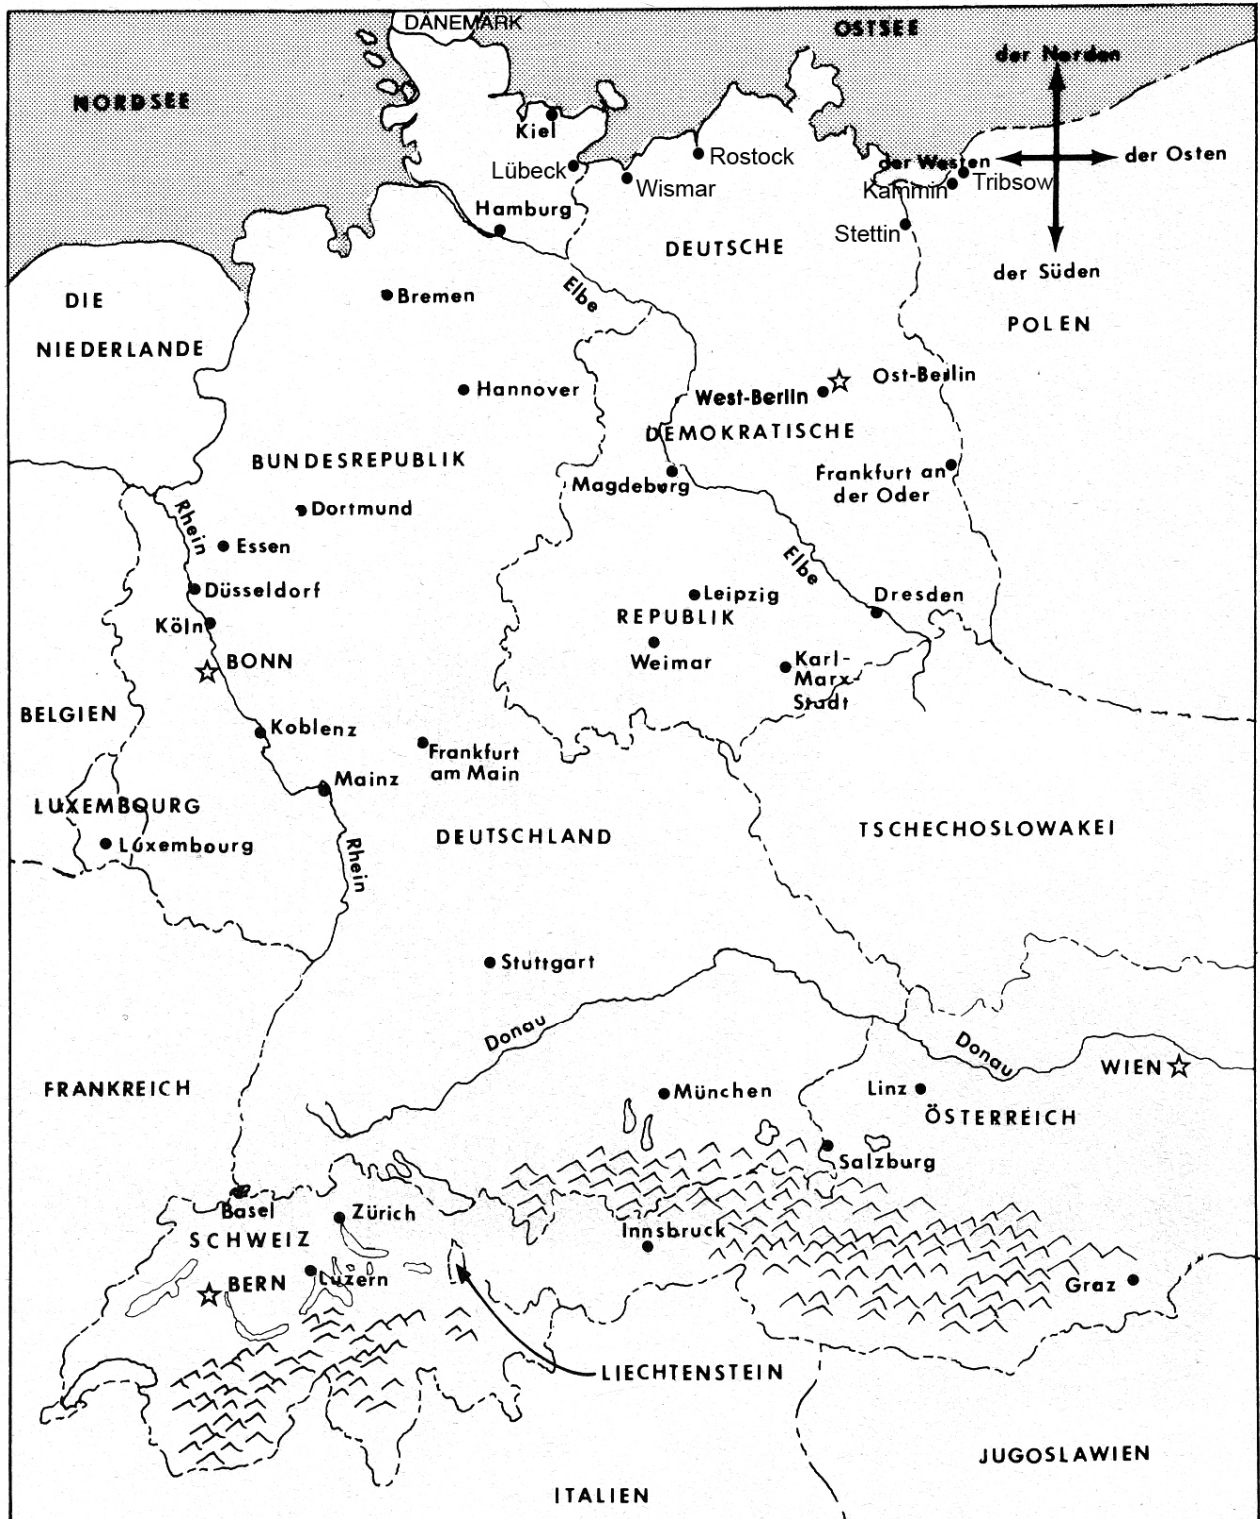 DÄNEMARK
OSTSEE
der Norden
NORDSEE
Kiel
Rostock
der Westen
der Osten
Lübeck
Wismar
Kammin
Tribsow
Hamburg
Stettin
DEUTSCHE
der Süden
DIE
Bremen
Elbe
POLEN
NIEDERLANDE
Ost-Berlin
Hannover
West-Berlin
DEMOKRATISCHE
BUNDESREPUBLIK
Magdeburg
Frankfurt an
der Oder
Rhein
Dortmund
Essen
Elbe
Düsseldorf
Leipzig
Dresden
Köln
REPUBLIK
BONN
Weimar
Karl-
Marx-
Stadt
BELGIEN
Koblenz
Frankfurt
am Main
Mainz
LUXEMBOURG
DEUTSCHLAND
TSCHECHOSLOWAKEI
Luxembourg
Rhein
Stuttgart
Donau
Donau
WIEN
FRANKREICH
München
Linz
ÖSTERREICH
Salzburg
Basel
Zürich
SCHWEIZ
Innsbruck
BERN
Luzern
Graz
LIECHTENSTEIN
JUGOSLAWIEN
ITALIEN